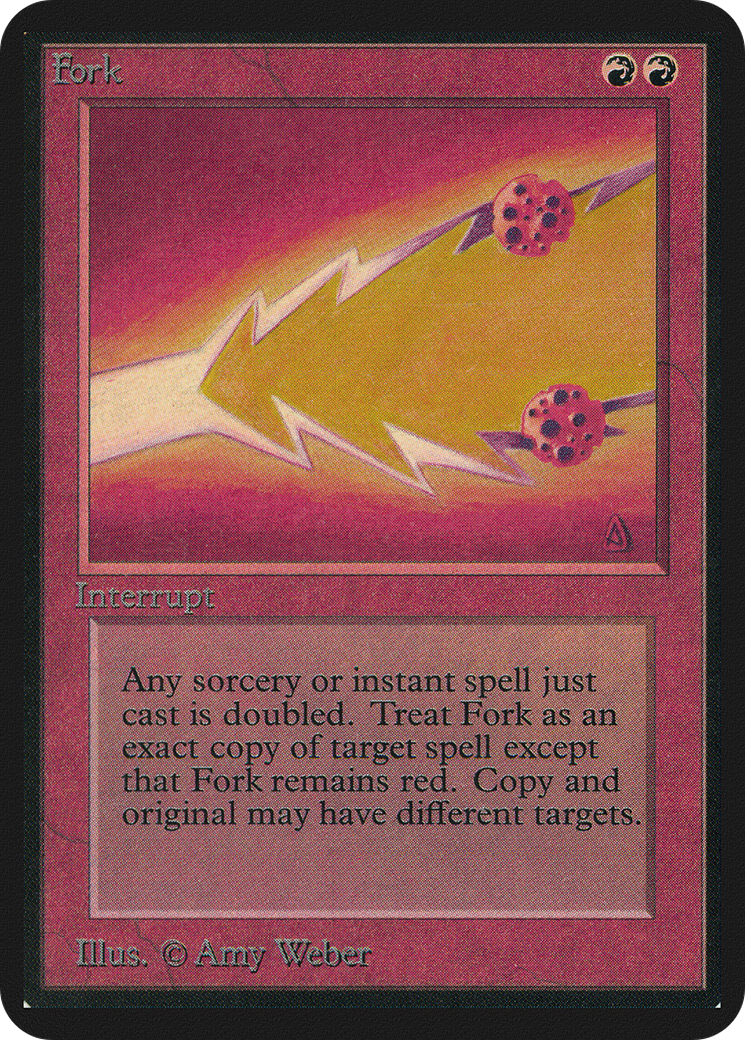 Fork
Interrupt
Any sorcery or instant spell just
cast is doubled. Treat Fork as an
exact copy of target spell except
that Fork remains red. Copy and
original may have different targets.
Illus. © Amy Weber